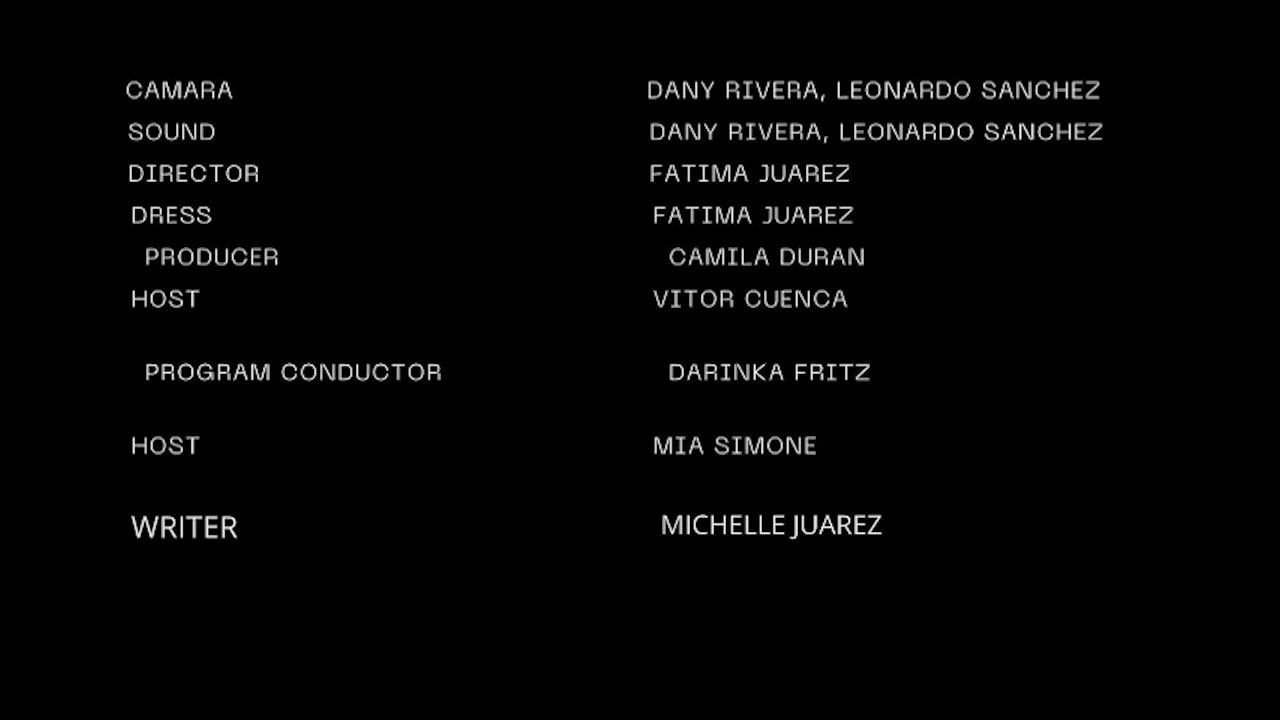 CAMARA DANY RIVERA, LEONARDO SANCHEZ
SOUND DANY RIVERA, LEONARDO SANCHEZ
DIRECTOR FATIMA JUAREZ
DRESS FATIMA JUAREZ
PRODUCER CAMILA DURAN
HOST VITOR CUENCA
PROGRAM CONDUCTOR DARINKA FRITZ
HOST MIA SIMONE
WRITER MICHELLE JUAREZ